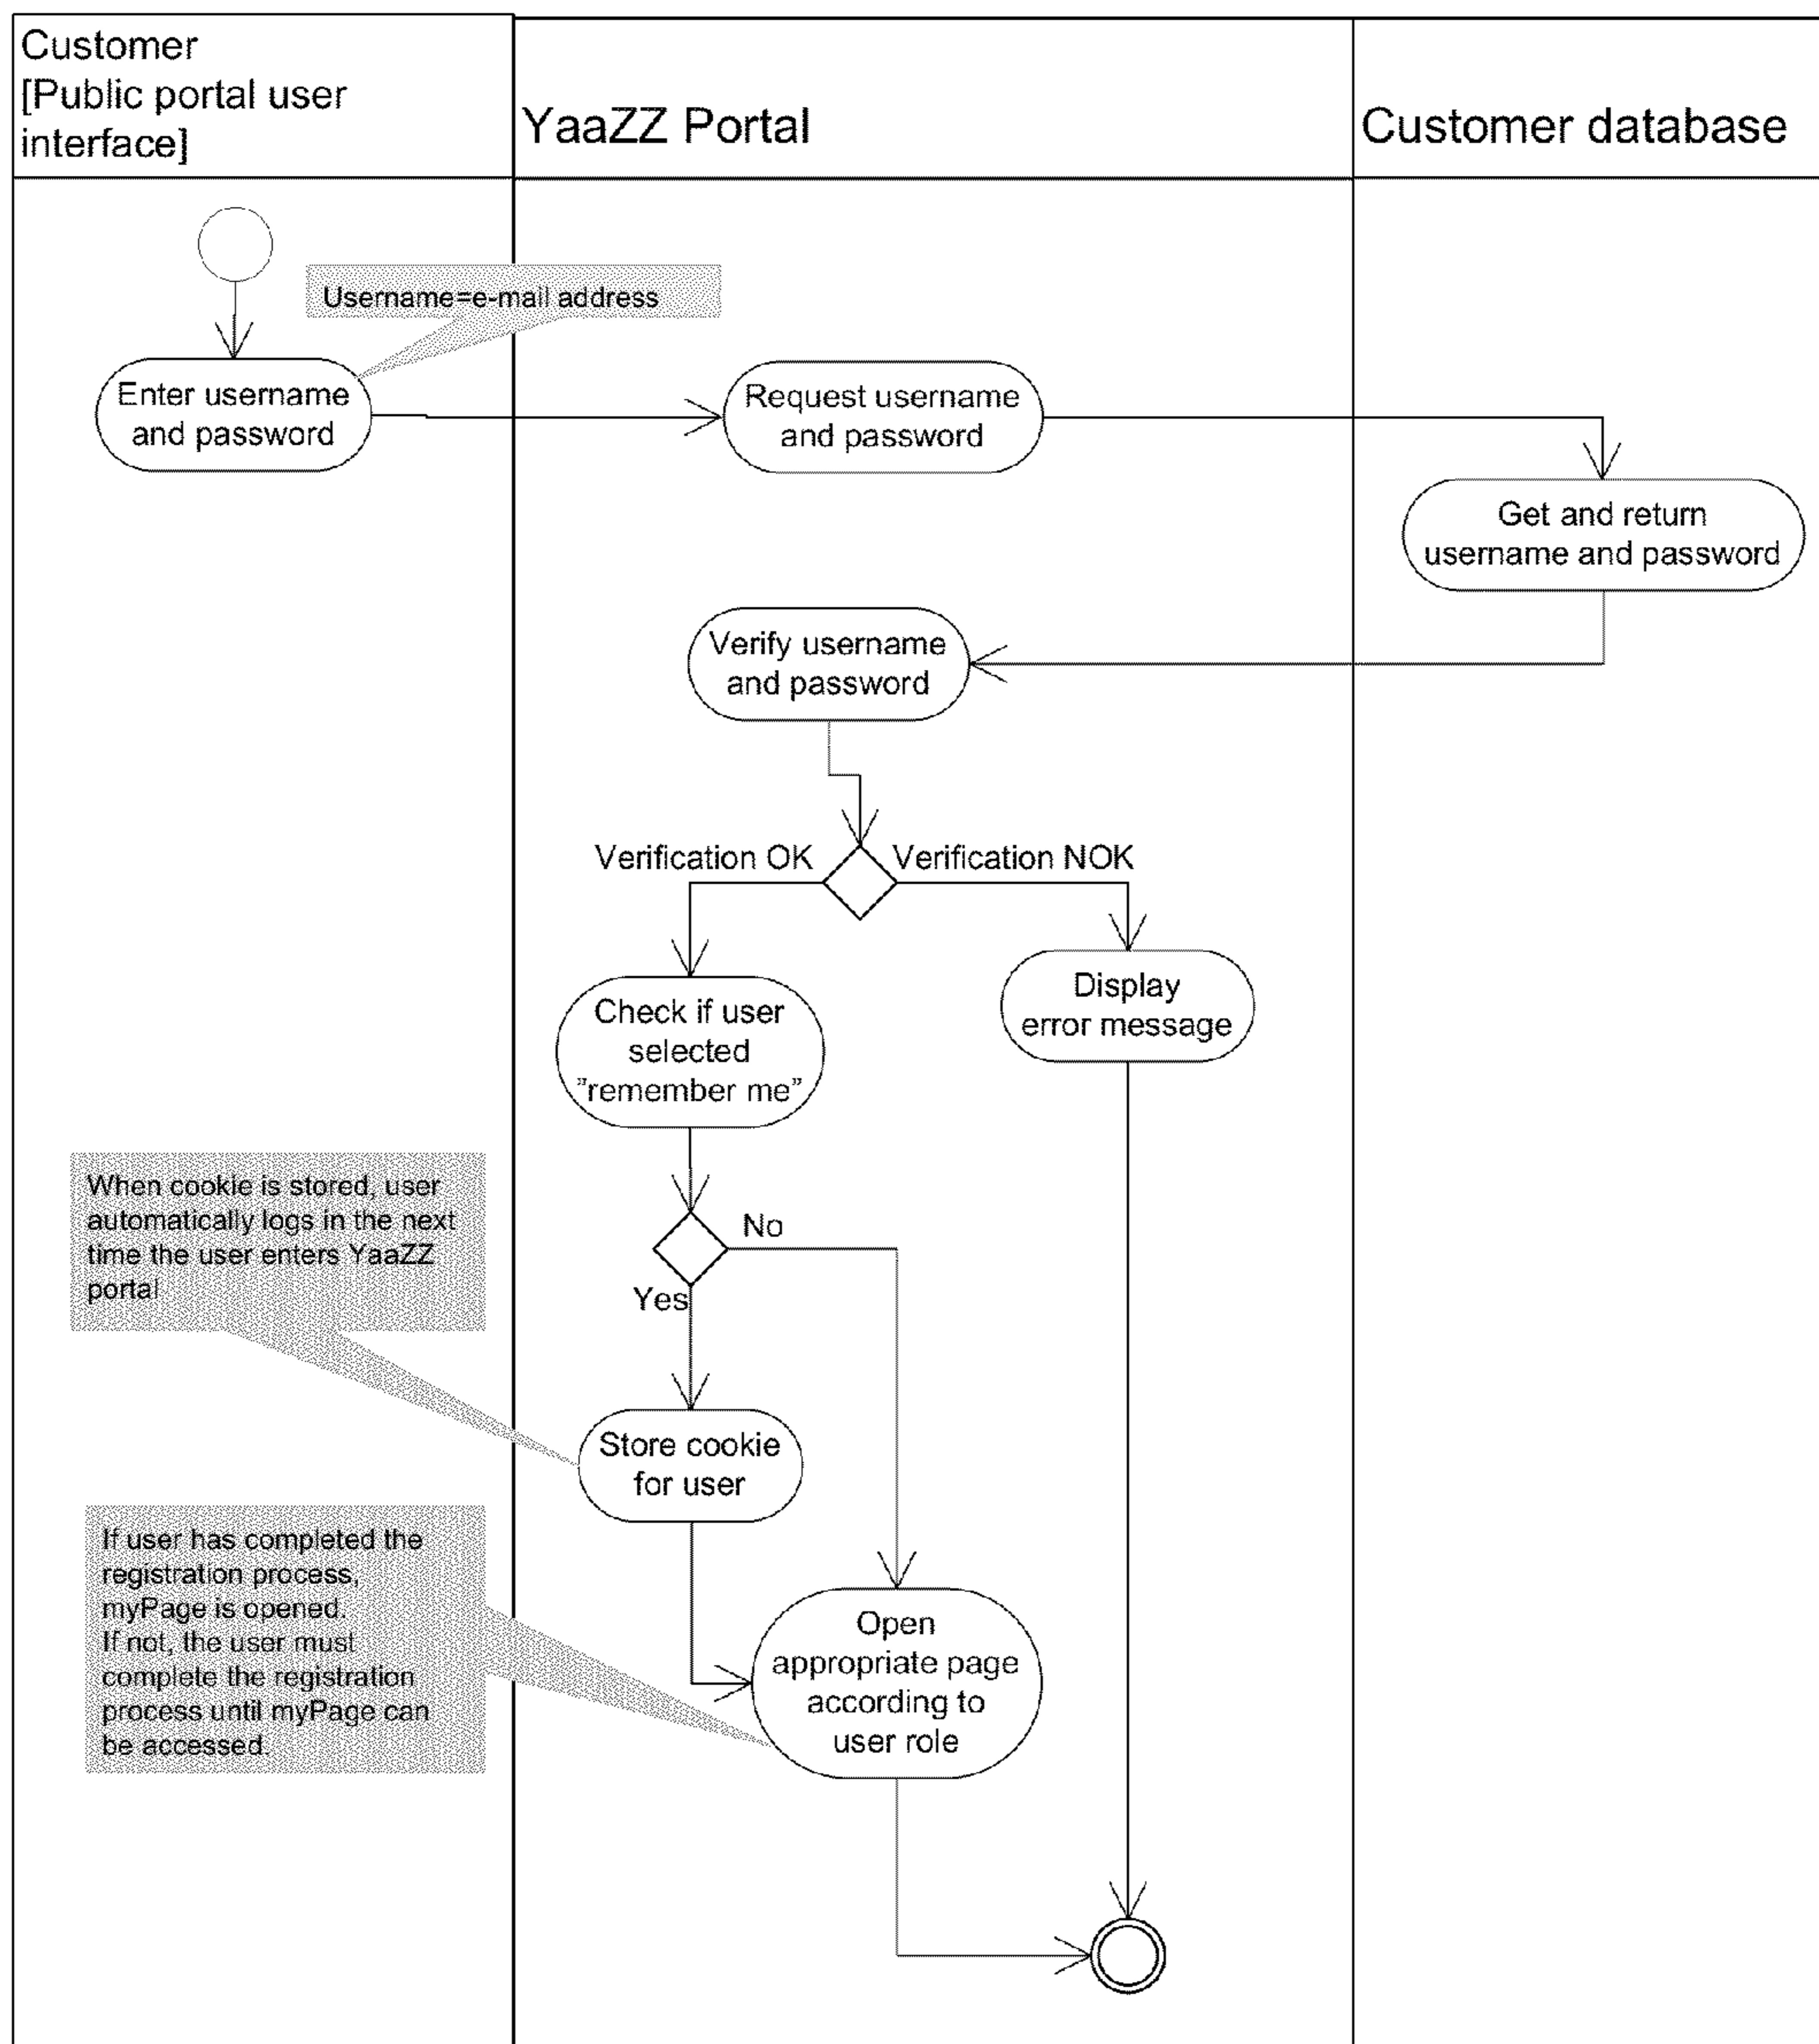 Customer
[Public portal user
interface]
YaaZZ Portal
Customer database
Username=e-mail address
Enter username
and password
Request username
and password
Get and return
username and password
Verify username
and password
Verification OK
Verification NOK
Check if user
selected
"remember me"
Display
error message
When cookie is stored, user
automatically logs in the next
time the user enters YaaZZ
portal
No
Yes
Store cookie
for user
If user has completed the
registration process,
myPage is opened.
If not, the user must
complete the registration
process until myPage can
be accessed.
Open
appropriate page
according to
user role